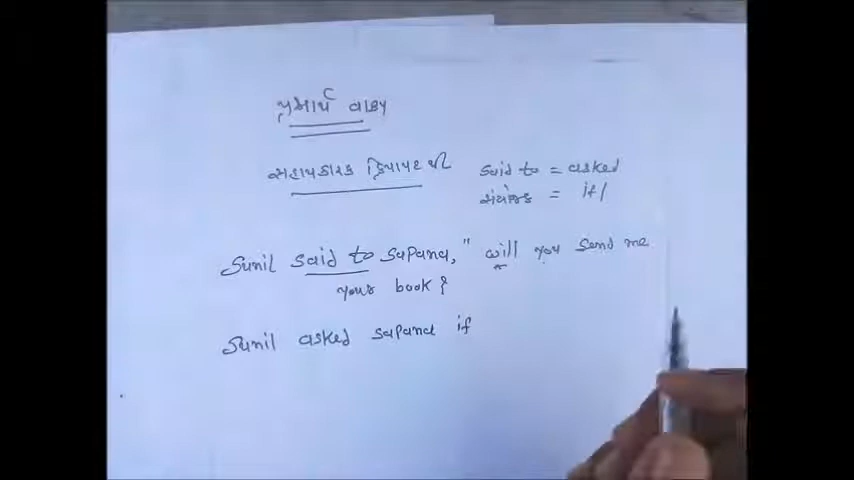 પ્રશ્નાર્થ વાક્ય
સહાયકારક ક્રિયાપદ થી
said to = asked
સંયોજક = if/
Sunil said to sapana, " will you send me
your book ?
Sunil asked sapana if